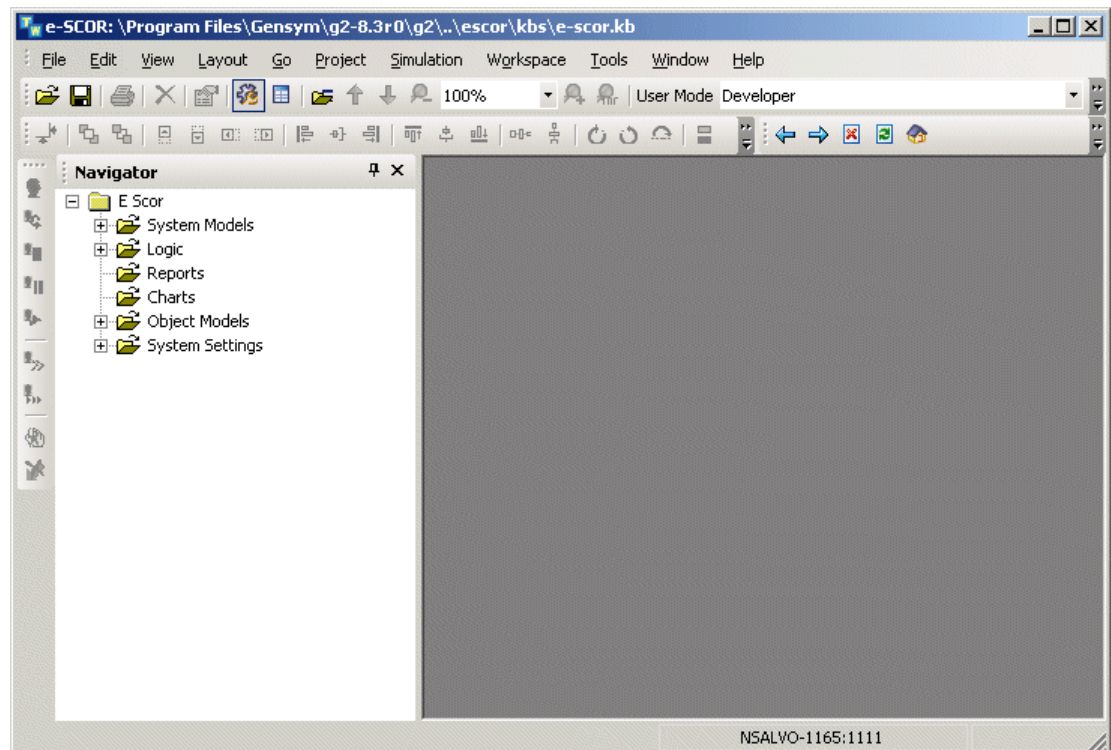 e-SCOR: \Program Files\Gensym\g2-8.3r0\g2\..\escor\kbs\e-scor.kb
File Edit View Layout Go Project Simulation Workspace Tools Window Help
100% User Mode Developer
Navigator
E Scor
System Models
Logic
Reports
Charts
Object Models
System Settings
NSALVO-1165:1111